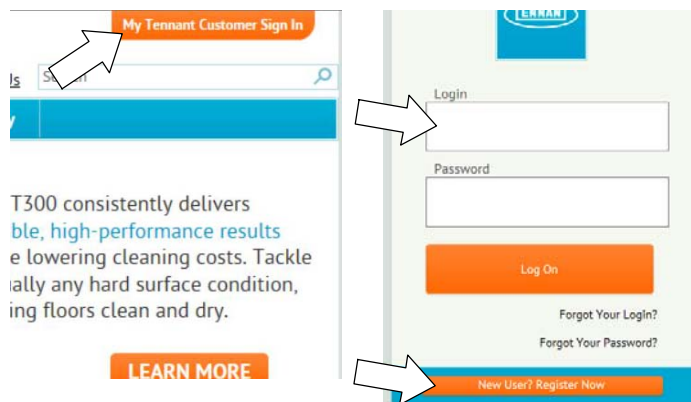 My Tennant Customer Sign In
Us
T300 consistently delivers
ble, high-performance results
e lowering cleaning costs. Tackle
ually any hard surface condition,
ing floors clean and dry.
LEARN MORE
Login
Password
Log On
Forgot Your Login?
Forgot Your Password?
New User? Register Now